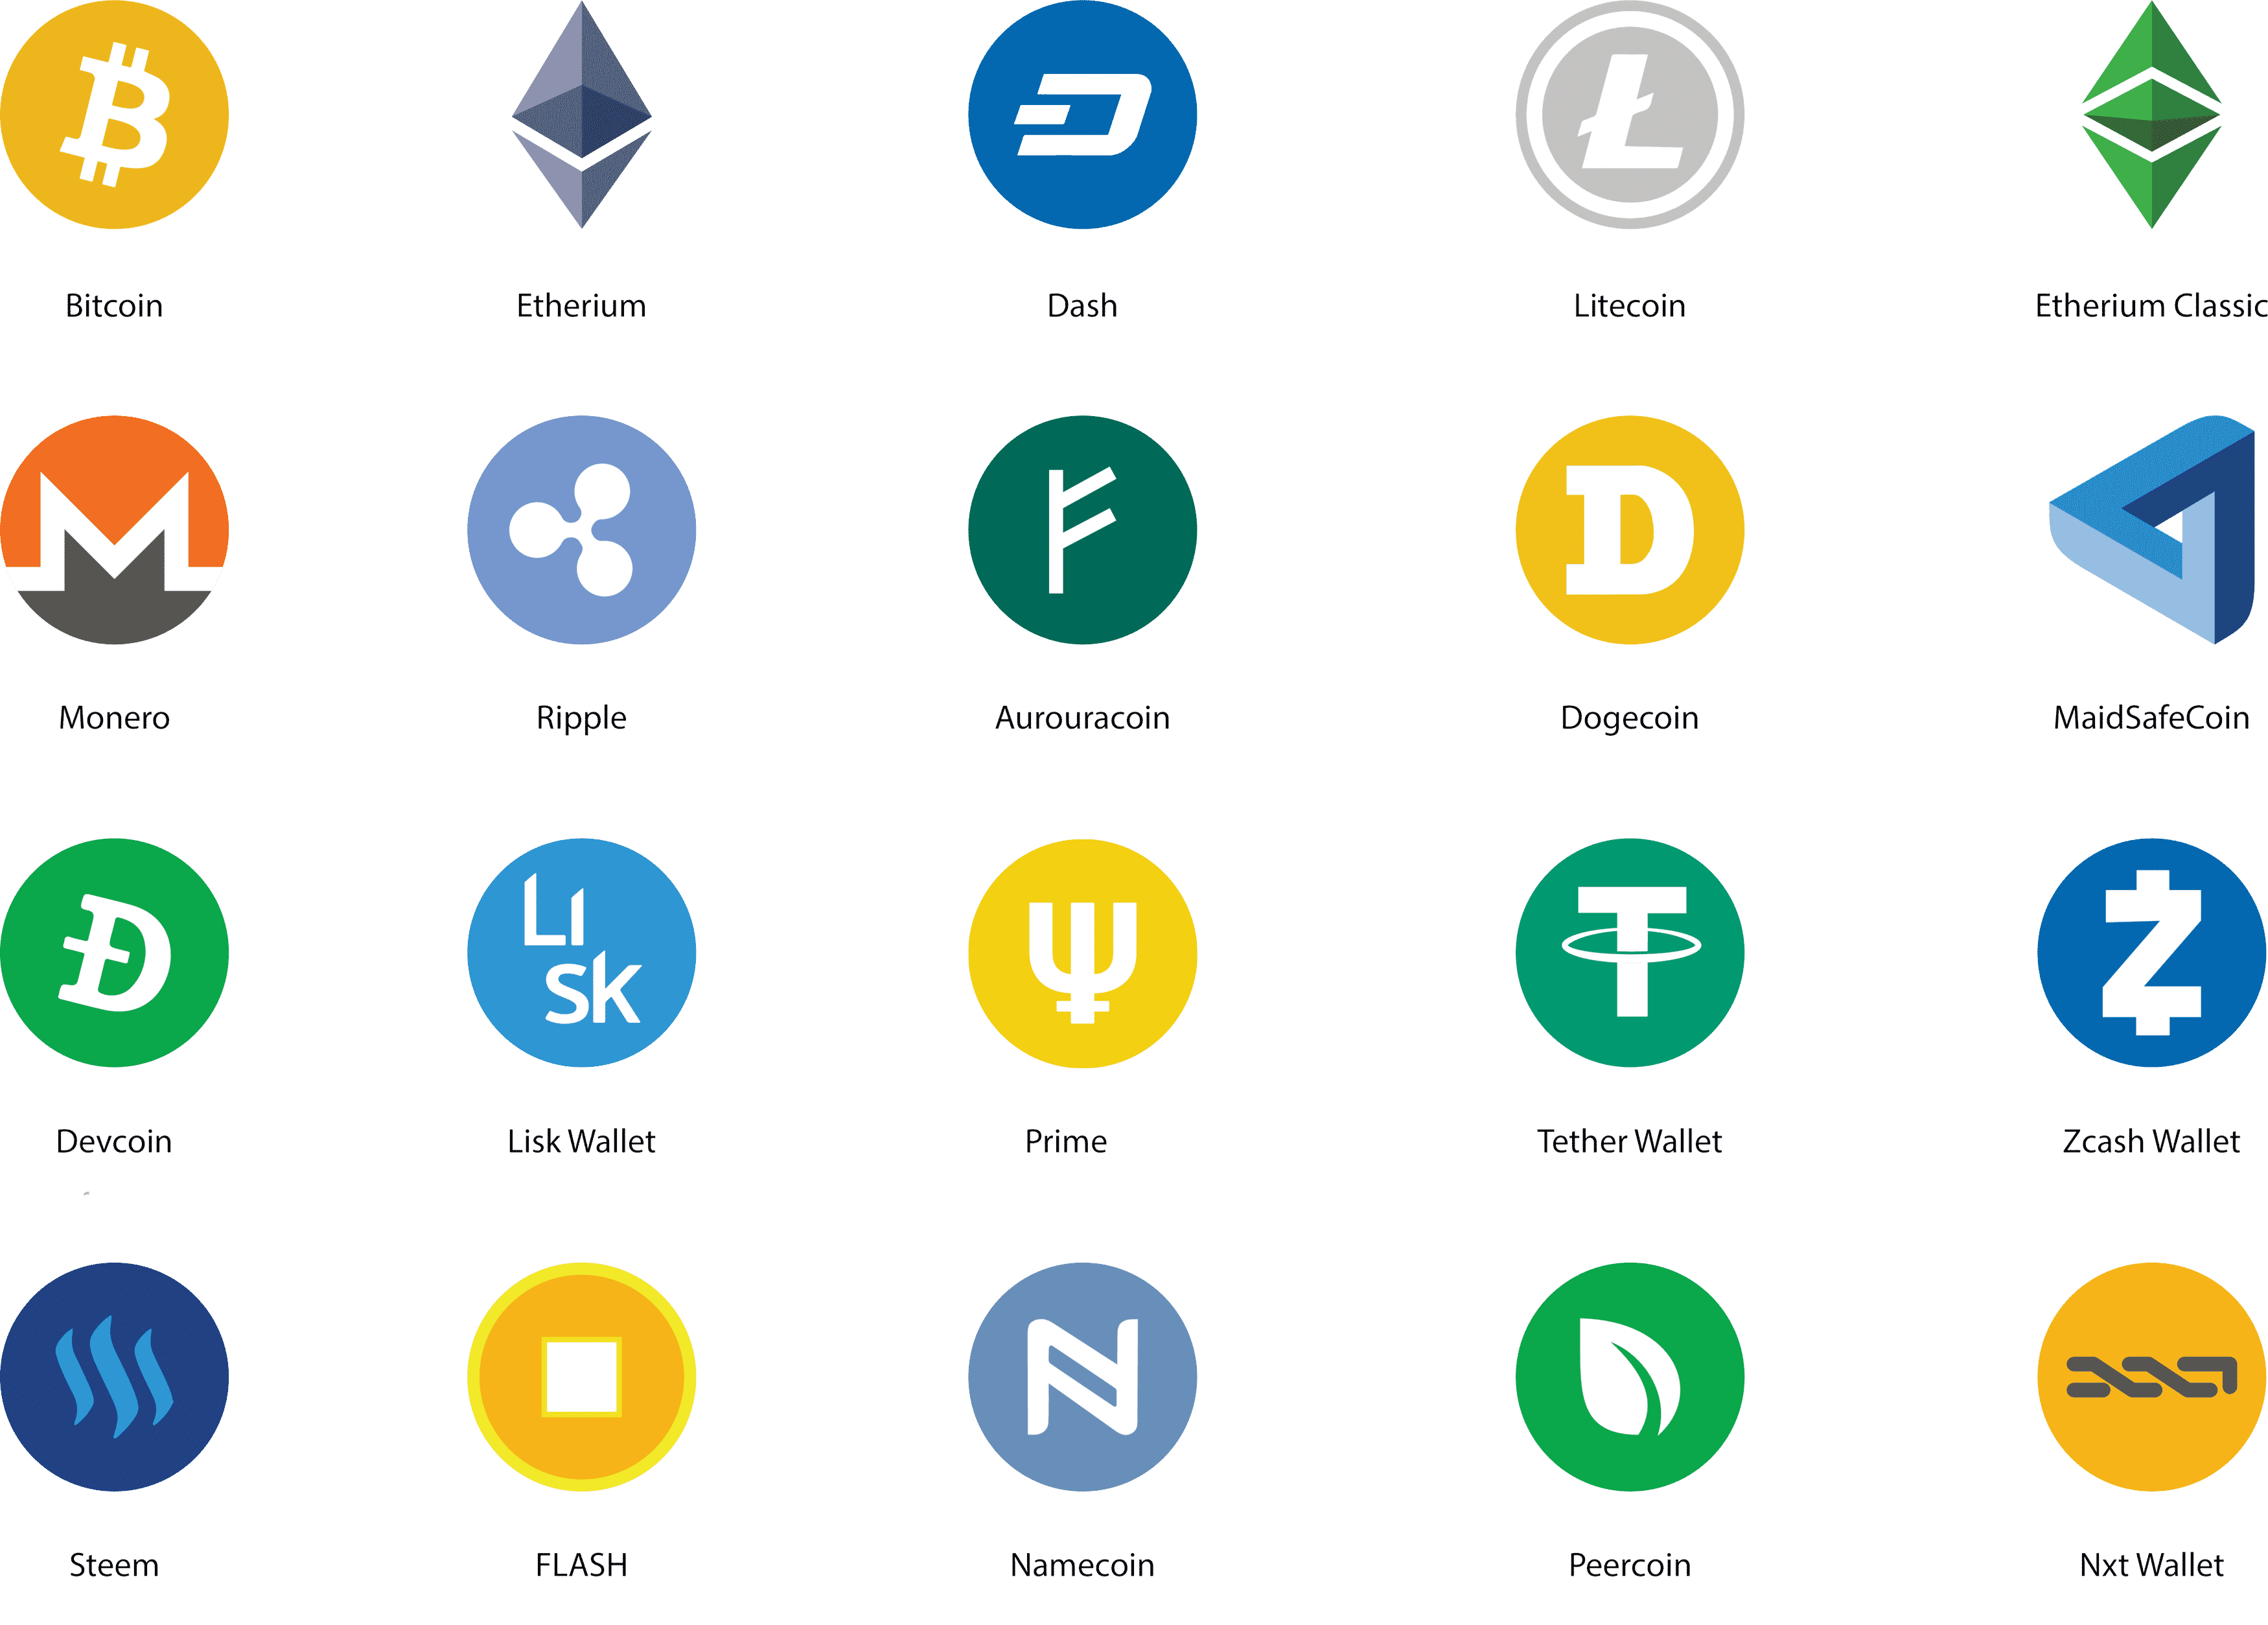 Bitcoin
Etherium
Dash
Litecoin
Etherium Classic
Monero
Ripple
Aurouracoin
Dogecoin
MaidSafeCoin
LI
sk
Devcoin
Lisk Wallet
Prime
Tether Wallet
Zcash Wallet
Steem
FLASH
Namecoin
Peercoin
Nxt Wallet